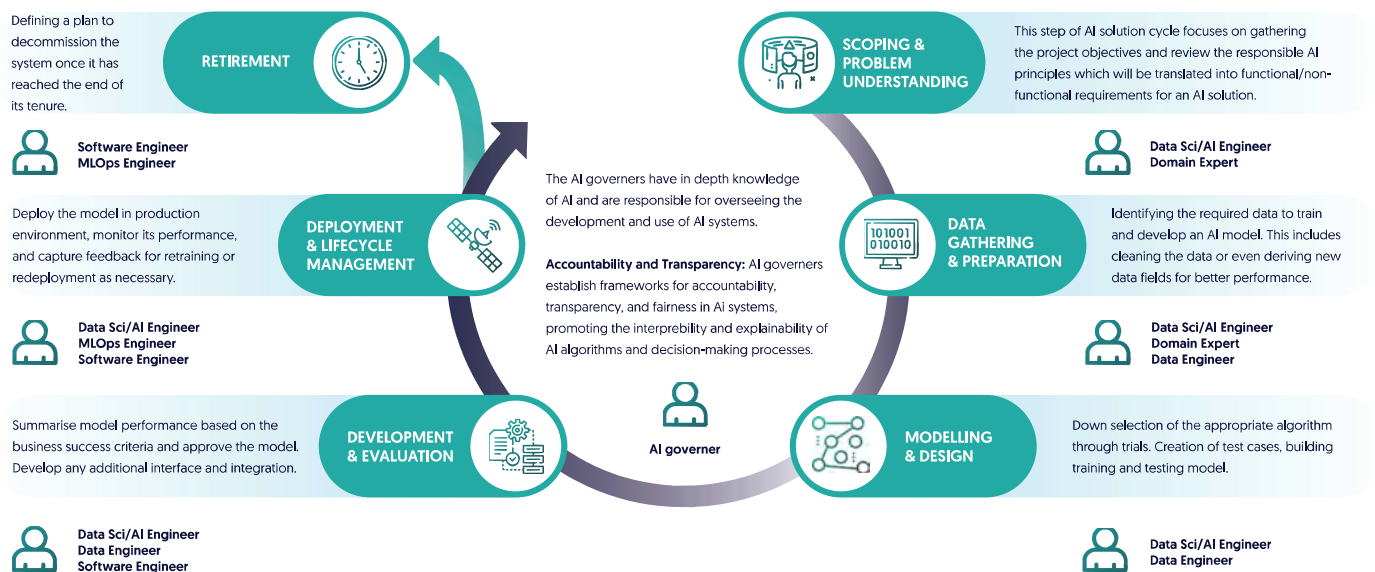 Defining a plan to
decommission the
system once it has
reached the end of
its tenure.
RETIREMENT
Software Engineer
MLOps Engineer
SCOPING &
PROBLEM
UNDERSTANDING
This step of AI solution cycle focuses on gathering
the project objectives and review the responsible AI
principles which will be translated into functional/non-
functional requirements for an AI solution.
Data Sci/AI Engineer
Domain Expert
Deploy the model in production
environment, monitor its performance,
and capture feedback for retraining or
redeployment as necessary.
DEPLOYMENT
& LIFECYCLE
MANAGEMENT
Data Sci/AI Engineer
MLOps Engineer
Software Engineer
The AI governers have in depth knowledge
of AI and are responsible for overseeing the
development and use of AI systems.
Accountability and Transparency: AI governers
establish frameworks for accountability,
transparency, and fairness in Ai systems,
promoting the interprebility and explainability of
AI algorithms and decision-making processes.
AI governer
101001
010010
DATA
GATHERING
& PREPARATION
Identifying the required data to train
and develop an AI model. This includes
cleaning the data or even deriving new
data fields for better performance.
Data Sci/AI Engineer
Domain Expert
Data Engineer
Summarise model performance based on the
business success criteria and approve the model.
Develop any additional interface and integration.
DEVELOPMENT
& EVALUATION
Data Sci/AI Engineer
Data Engineer
Software Engineer
MODELLING
& DESIGN
Down selection of the appropriate algorithm
through trials. Creation of test cases, building
training and testing model.
Data Sci/AI Engineer
Data Engineer